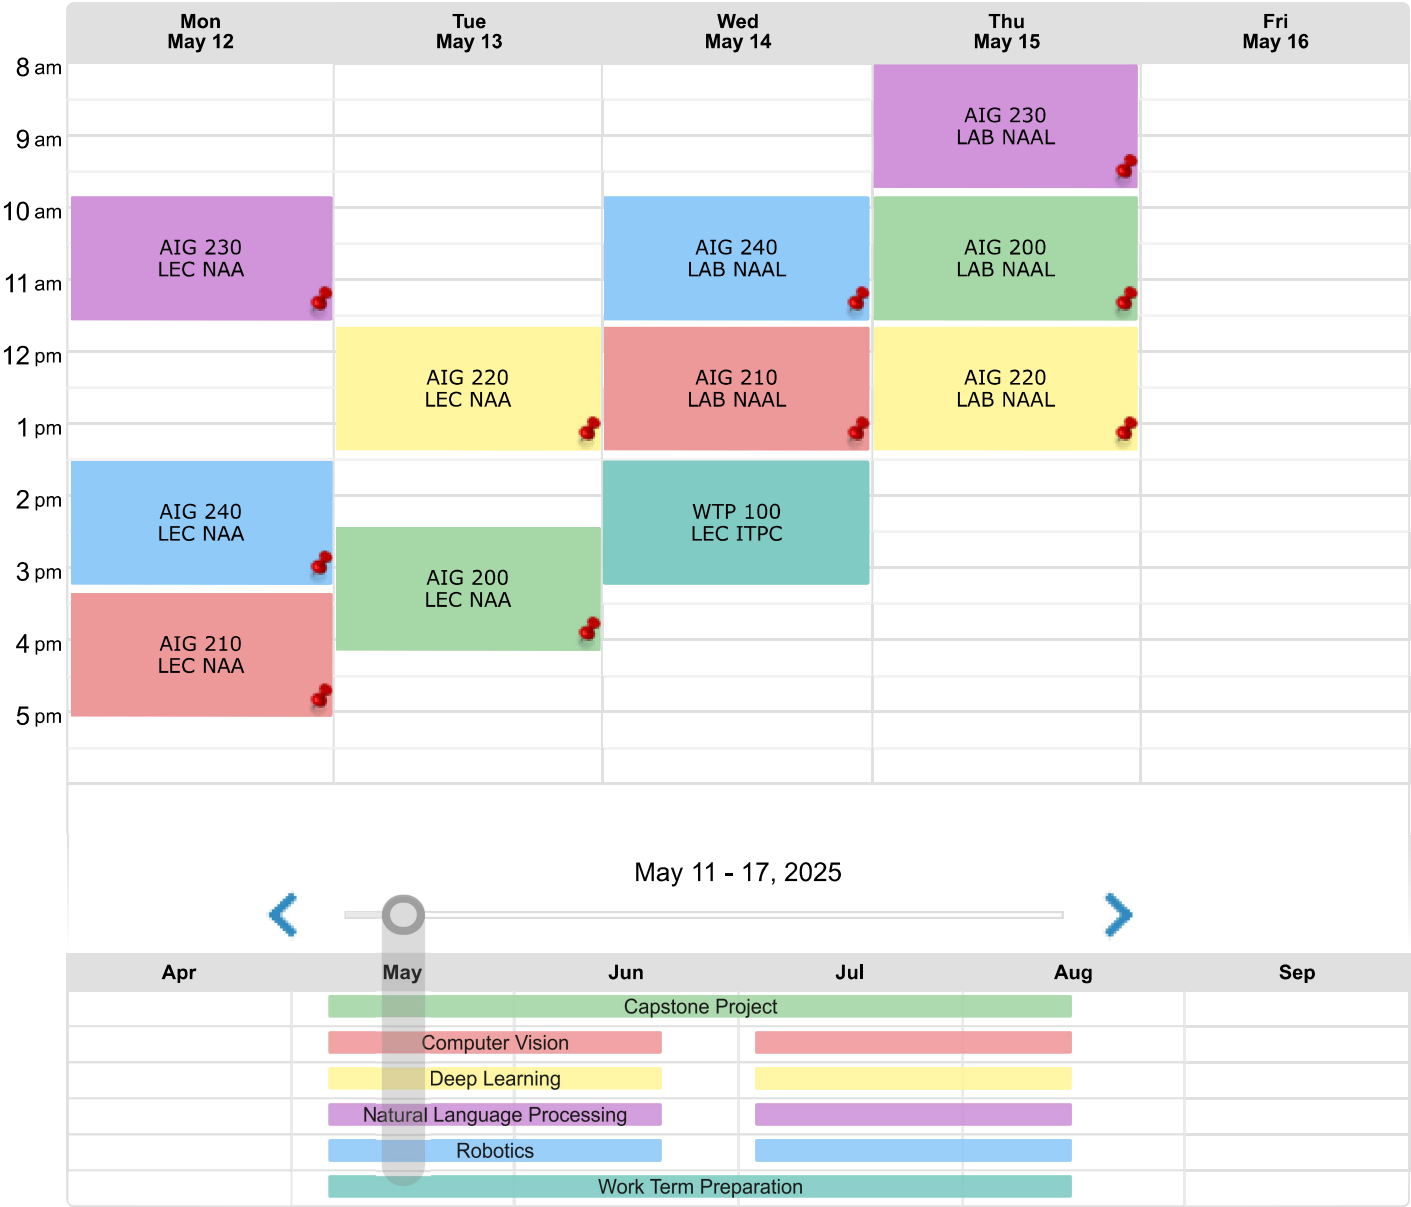 Mon
May 12
Tue
May 13
Wed
May 14
Thu
May 15
Fri
May 16
8 am
9 am
10 am
11 am
12 pm
1 pm
2 pm
3 pm
4 pm
5 pm
AIG 230
LEC NAA
AIG 240
LEC NAA
AIG 210
LEC NAA
AIG 220
LEC NAA
AIG 200
LEC NAA
AIG 240
LAB NAAL
AIG 210
LAB NAAL
WTP 100
LEC ITPC
AIG 230
LAB NAAL
AIG 200
LAB NAAL
AIG 220
LAB NAAL
May 11 - 17, 2025
Apr May Jun Jul Aug Sep
Capstone Project
Computer Vision
Deep Learning
Natural Language Processing
Robotics
Work Term Preparation